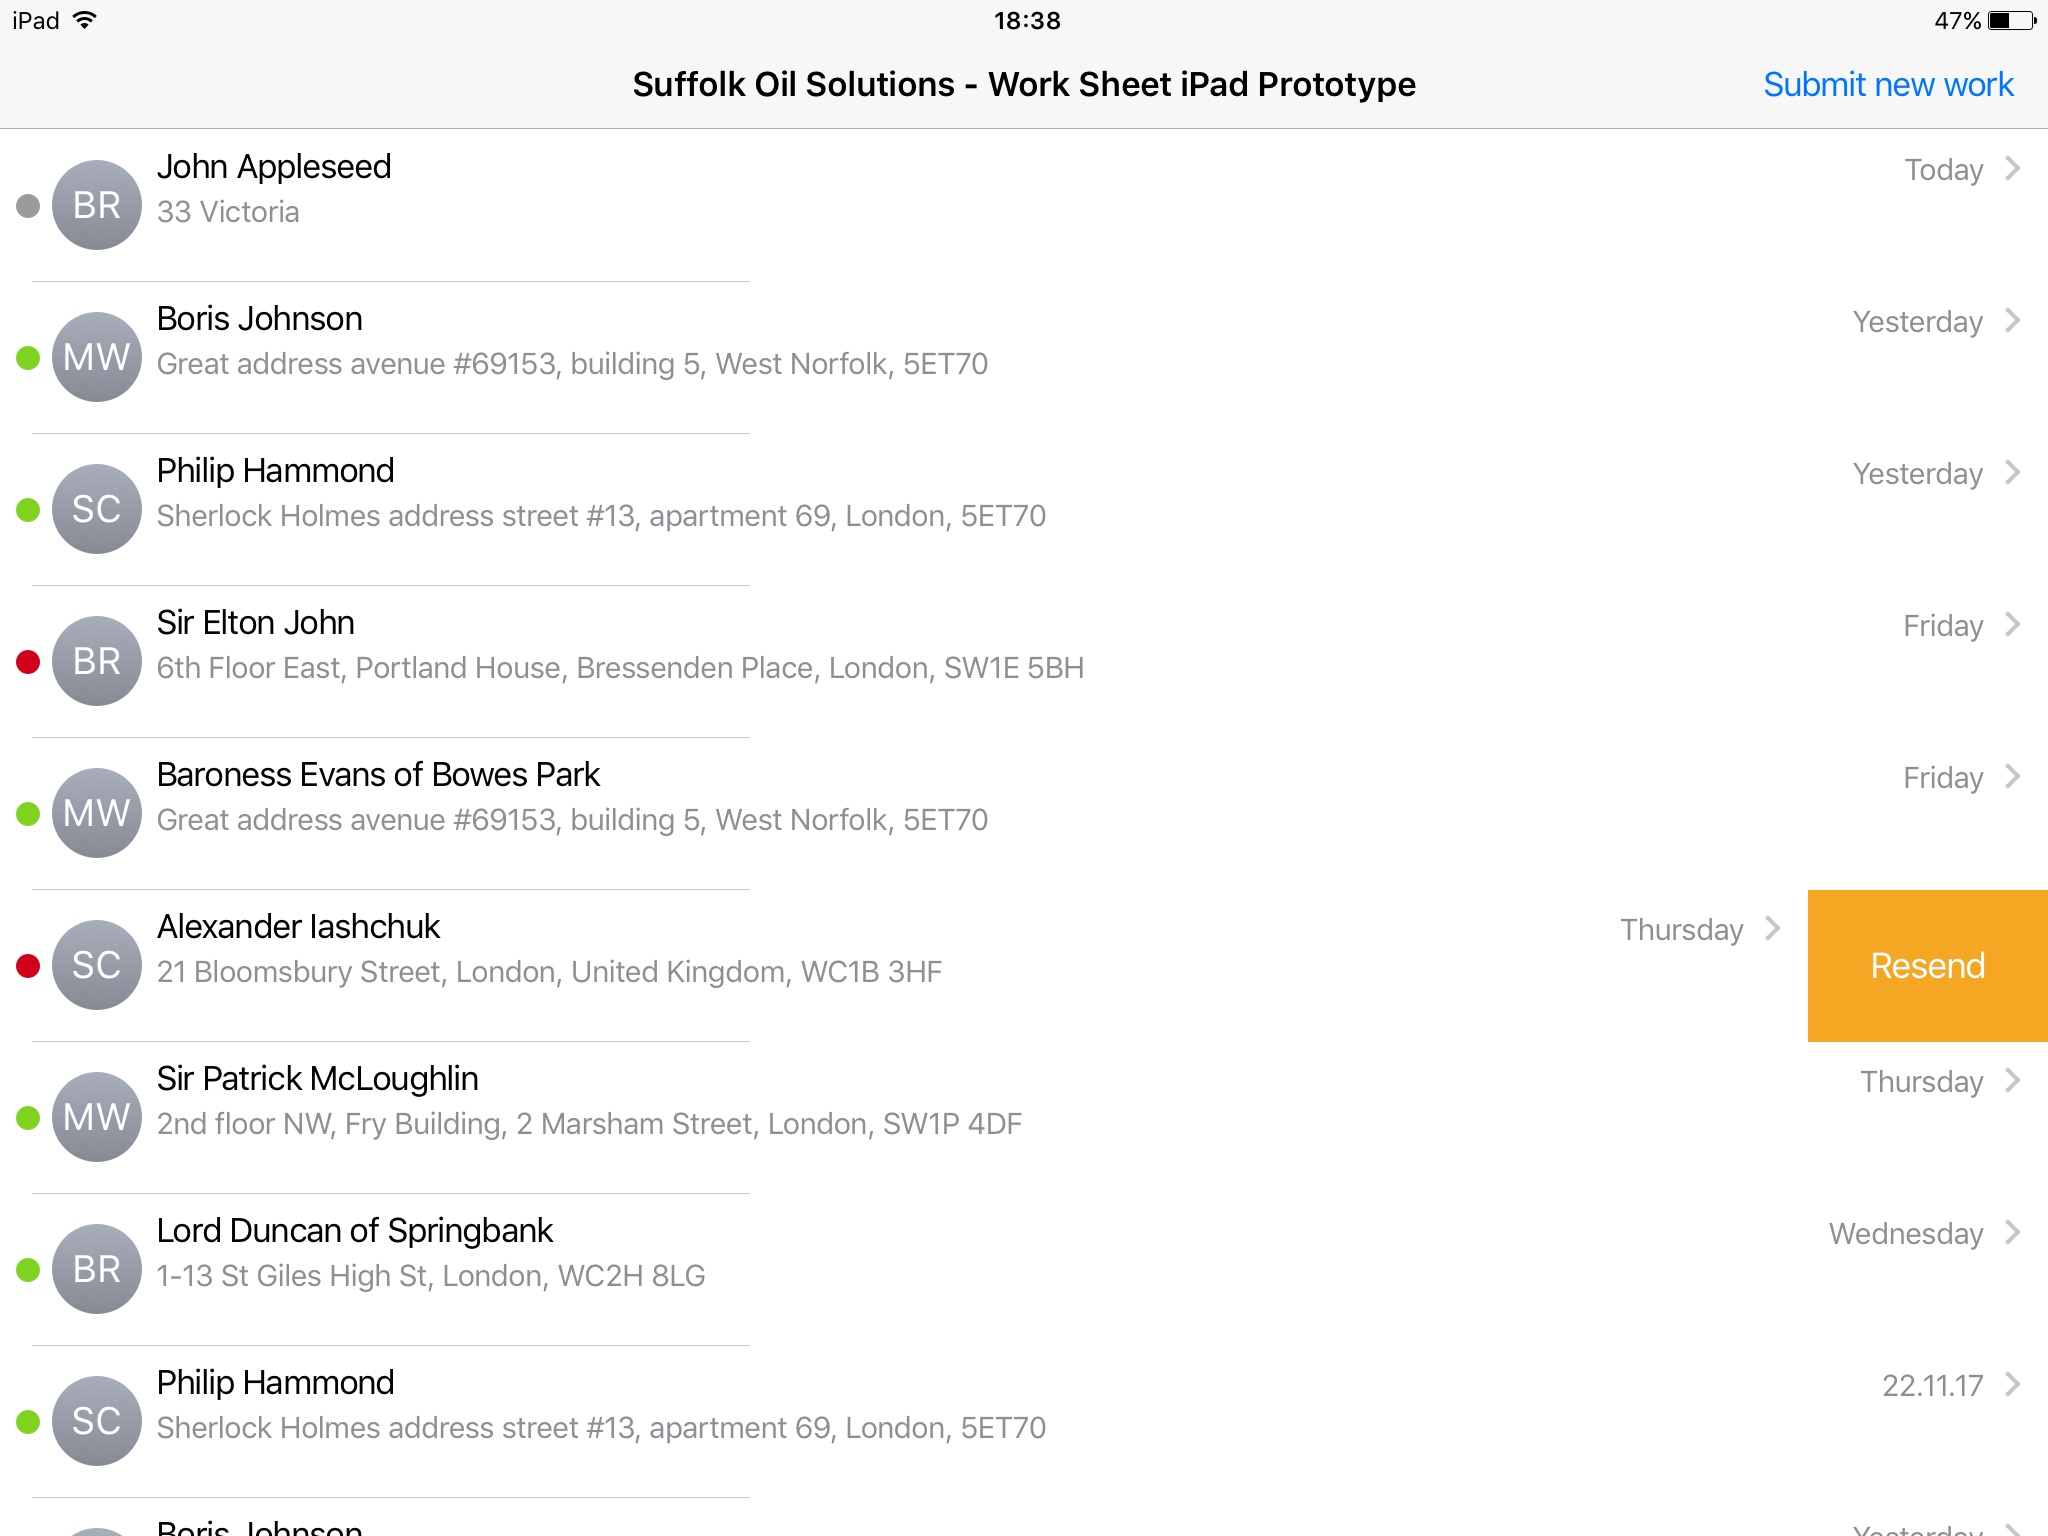 iPad 18:38 47%
Suffolk Oil Solutions - Work Sheet iPad Prototype Submit new work
John Appleseed Today
BR
33 Victoria
Boris Johnson Yesterday
MW
Great address avenue #69153, building 5, West Norfolk, 5ET70
Philip Hammond Yesterday
SC
Sherlock Holmes address street #13, apartment 69, London, 5ET70
Sir Elton John Friday
BR
6th Floor East, Portland House, Bressenden Place, London, SW1E 5BH
Baroness Evans of Bowes Park Friday
MW
Great address avenue #69153, building 5, West Norfolk, 5ET70
Alexander Iashchuk Thursday
SC Resend
21 Bloomsbury Street, London, United Kingdom, WC1B 3HF
Sir Patrick McLoughlin Thursday
MW
2nd floor NW, Fry Building, 2 Marsham Street, London, SW1P 4DF
Lord Duncan of Springbank Wednesday
BR
1-13 St Giles High St, London, WC2H 8LG
Philip Hammond 22.11.17
SC
Sherlock Holmes address street #13, apartment 69, London, 5ET70
Boris Johnson Yesterday